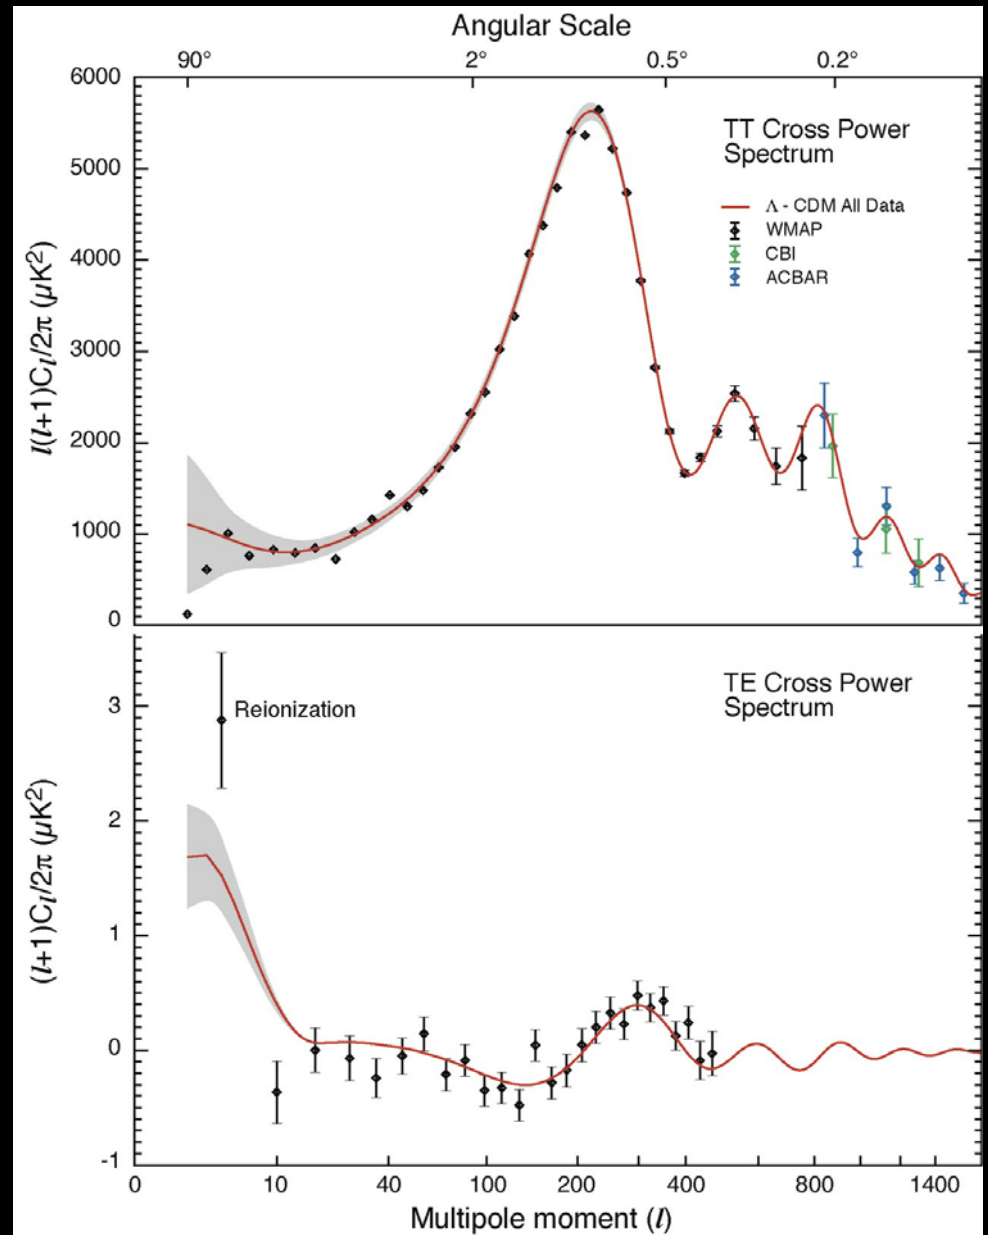 Angular Scale
90° 2° 0.5° 0.2°
6000
5000
4000
3000
2000
1000
0
l(l+1)Cl/2π (μK²)
TT Cross Power
Spectrum
Λ - CDM All Data
WMAP
CBI
ACBAR
3
2
1
0
-1
(l+1)Cl/2π (μK²)
Reionization
TE Cross Power
Spectrum
0 10 40 100 200 400 800 1400
Multipole moment (l)